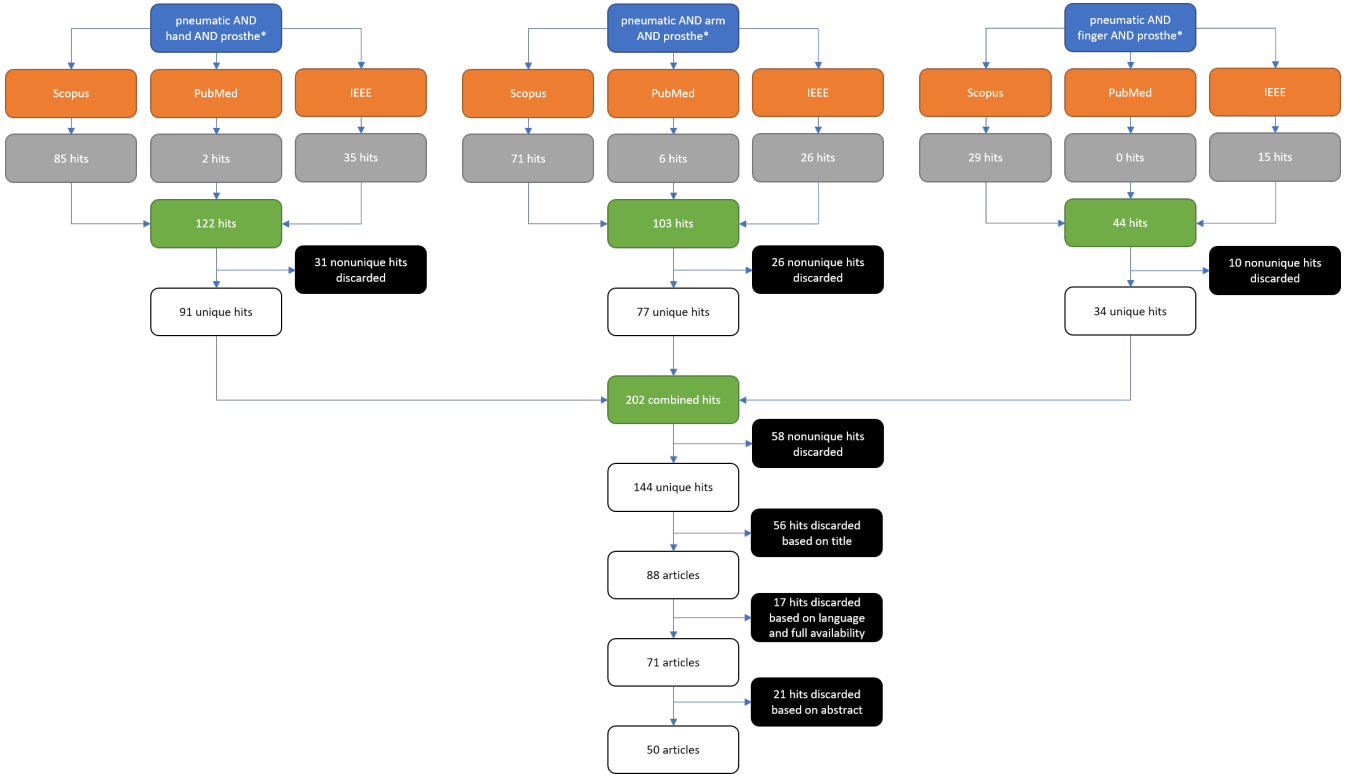 pneumatic AND
hand AND prosthe*
pneumatic AND arm
AND prosthe*
pneumatic AND
finger AND prosthe*
Scopus
PubMed
IEEE
Scopus
PubMed
IEEE
Scopus
PubMed
IEEE
85 hits
2 hits
35 hits
71 hits
6 hits
26 hits
29 hits
0 hits
15 hits
122 hits
103 hits
44 hits
31 nonunique hits
discarded
26 nonunique hits
discarded
10 nonunique hits
discarded
91 unique hits
77 unique hits
34 unique hits
202 combined hits
58 nonunique hits
discarded
144 unique hits
56 hits discarded
based on title
88 articles
17 hits discarded
based on language
and full availability
71 articles
21 hits discarded
based on abstract
50 articles